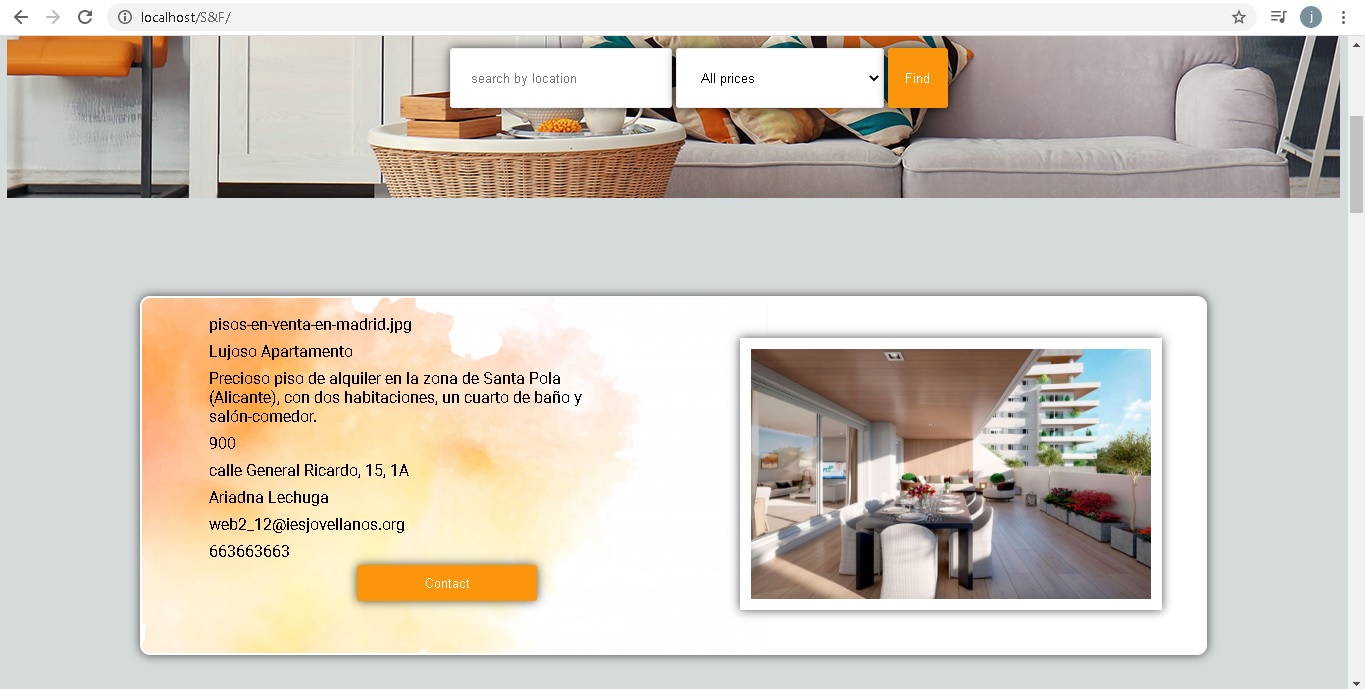 localhost/S&F/
j
search by location
All prices
Find
pisos-en-venta-en-madrid.jpg
Lujoso Apartamento
Precioso piso de alquiler en la zona de Santa Pola
(Alicante), con dos habitaciones, un cuarto de baño y
salón-comedor.
900
calle General Ricardo, 15, 1A
Ariadna Lechuga
web2_12@iesjovellanos.org
663663663
Contact